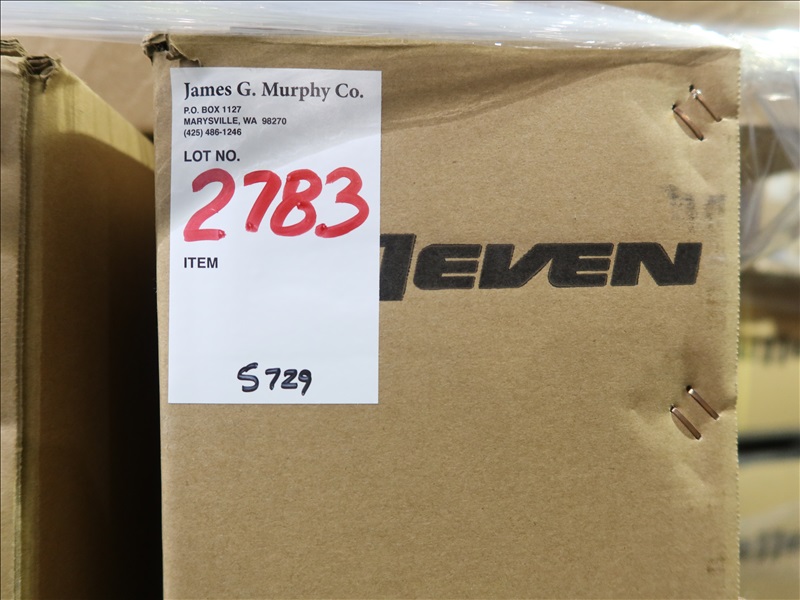 James G. Murphy Co.
P.O. BOX 1127
MARYSVILLE, WA 98270
(425) 486-1246
LOT NO.
2783
ITEM
S729
EVEN